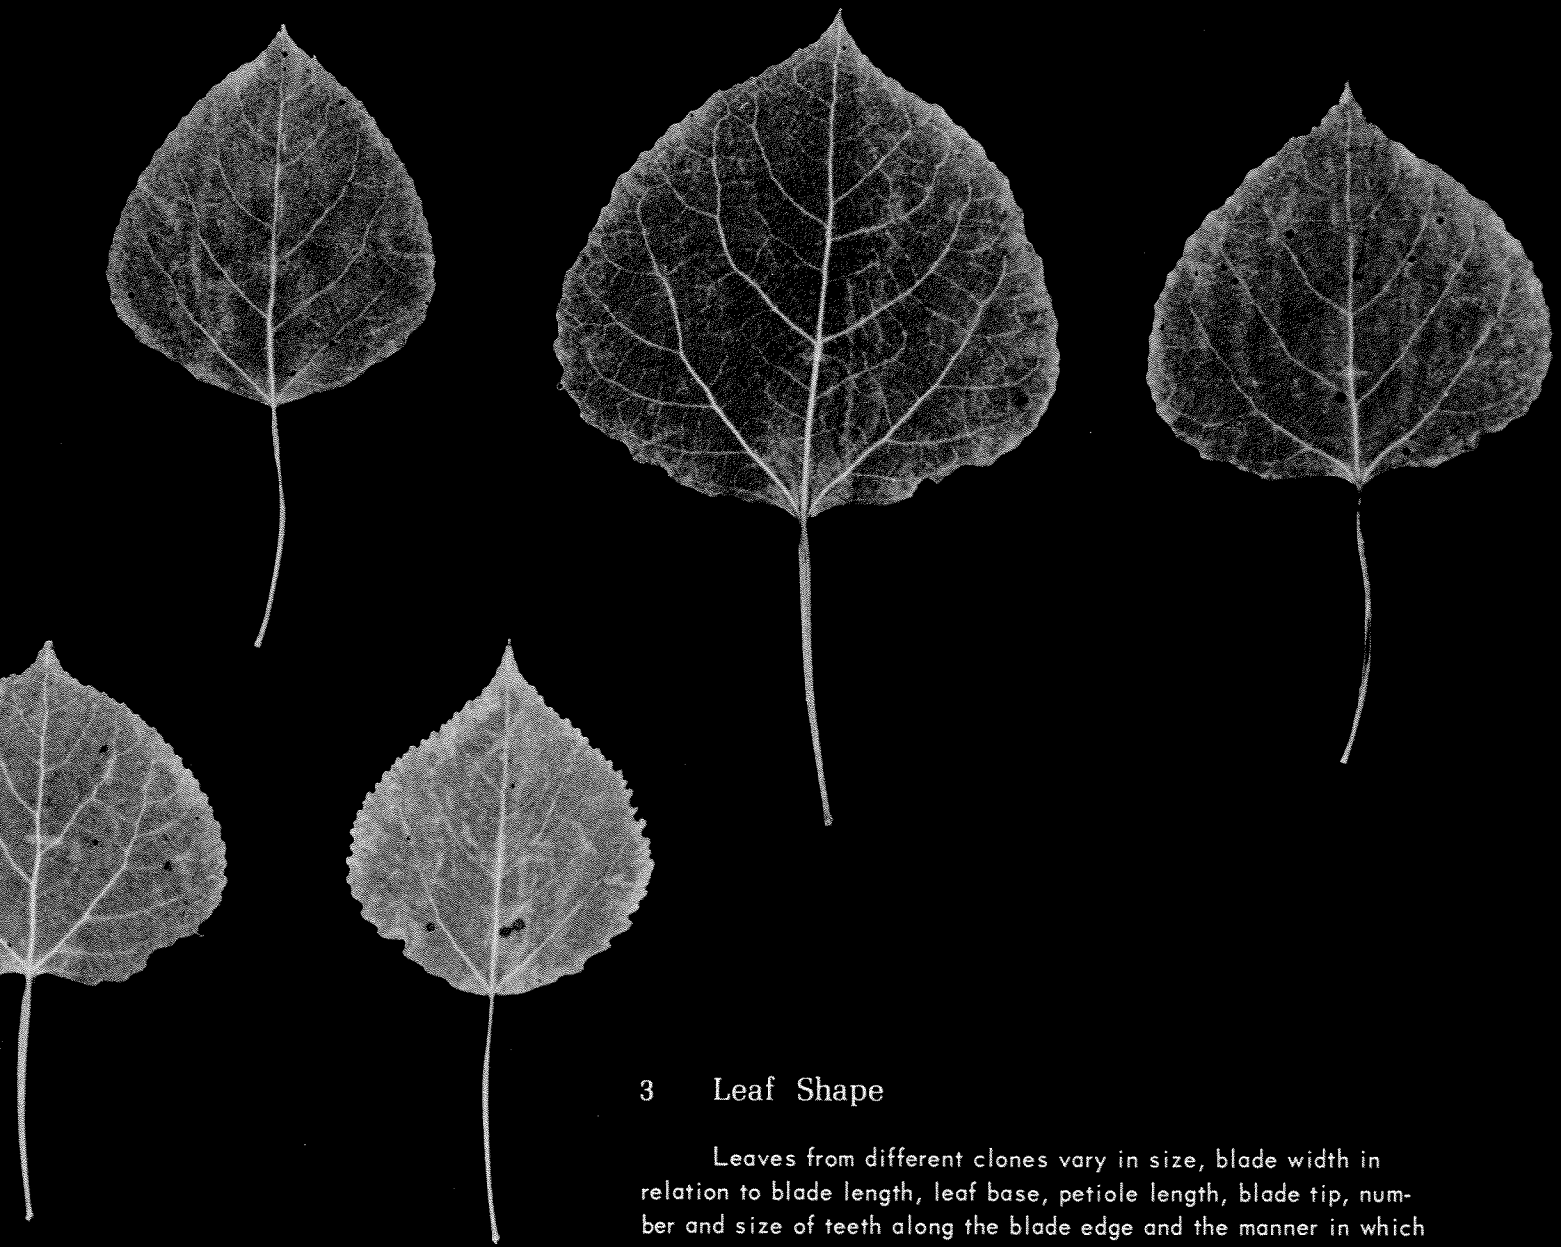 3 Leaf Shape
Leaves from different clones vary in size, blade width in
relation to blade length, leaf base, petiole length, blade tip, num-
ber and size of teeth along the blade edge and the manner in which